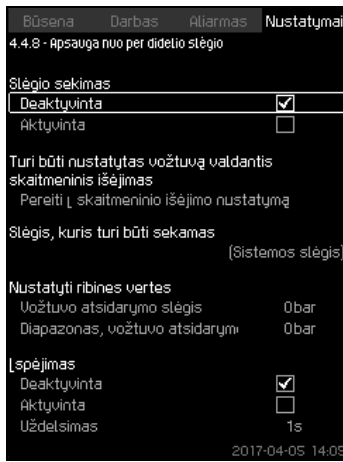 Būsena Darbas Aliarmas Nustatymai
4.4.8 - Apsauga nuo per didelio slėgio
Slėgio sekimas
Deaktyvinta
Aktyvinta
Turi būti nustatytas vožtuvą valdantis
skaitmeninis išėjimas
Pereiti į skaitmeninio išėjimo nustatymą
Slėgis, kuris turi būti sekamas
(Sistemos slėgis)
Nustatyti ribines vertes
Vožtuvo atsidarymo slėgis 0bar
Diapazonas, vožtuvo atsidarym 0bar
Įspėjimas
Deaktyvinta
Aktyvinta
Uždelsimas 1s
2017-04-05 14:05